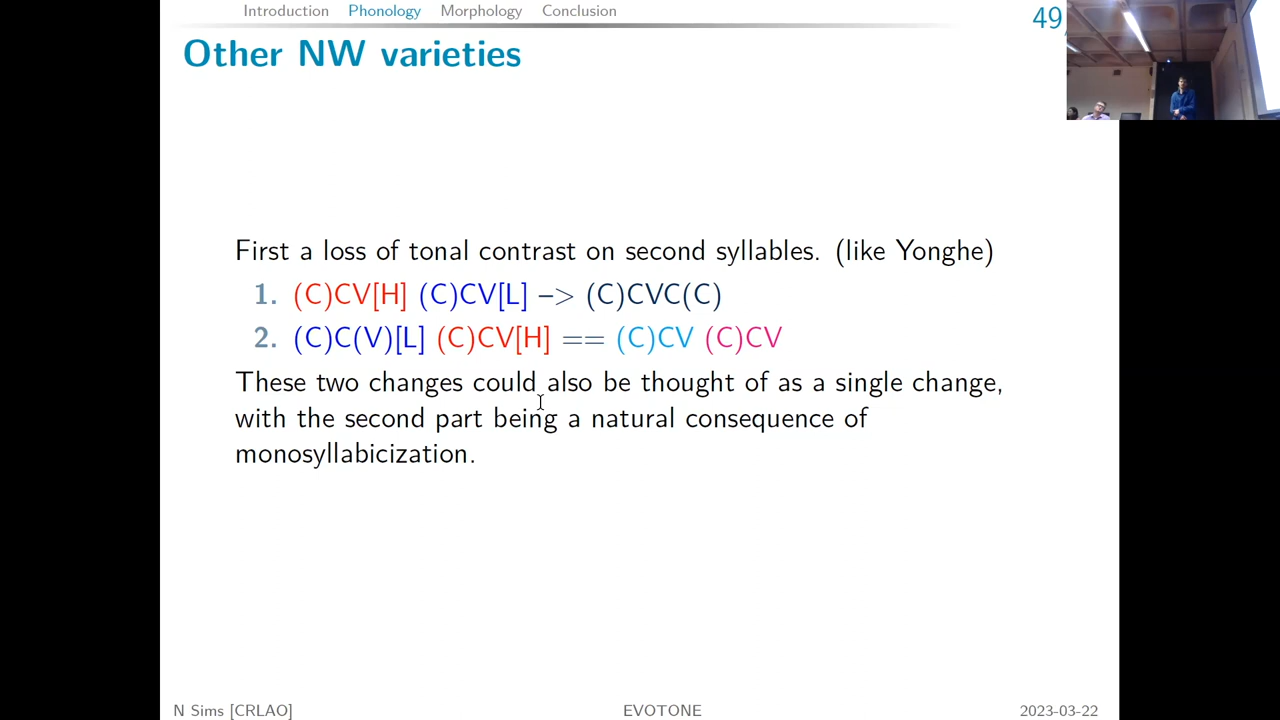 Introduction Phonology Morphology Conclusion
49
Other NW varieties
First a loss of tonal contrast on second syllables. (like Yonghe)
1. (C)CV[H] (C)CV[L] –> (C)CVC(C)
2. (C)C(V)[L] (C)CV[H] == (C)CV (C)CV
These two changes could also be thought of as a single change,
with the second part being a natural consequence of
monosyllabicization.
N Sims [CRLAO] EVOTONE 2023-03-22